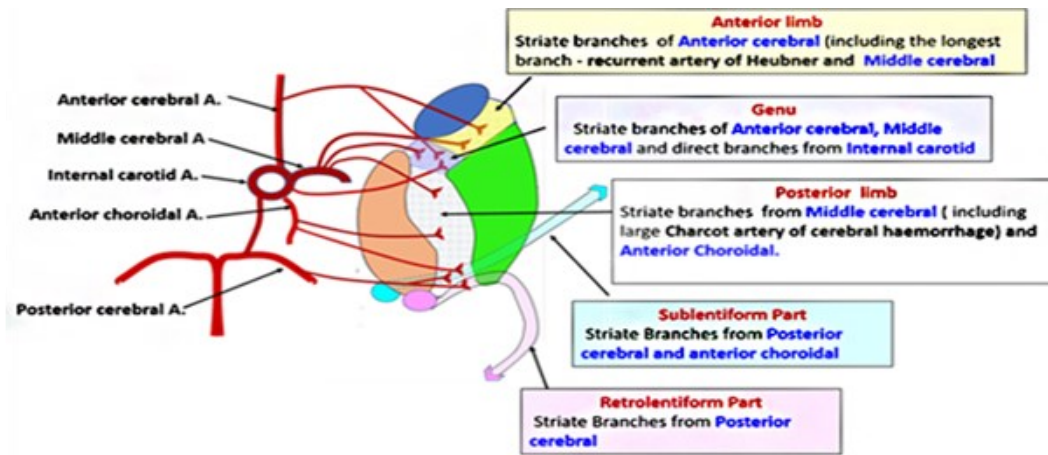 Anterior limb
Striate branches of Anterior cerebral (including the longest
branch - recurrent artery of Heubner and Middle cerebral
Genu
Striate branches of Anterior cerebral, Middle
cerebral and direct branches from Internal carotid
Posterior limb
Striate branches from Middle cerebral ( including
large Charcot artery of cerebral haemorrhage) and
Anterior Choroidal.
Sublentiform Part
Striate Branches from Posterior
cerebral and anterior choroidal
Retrolentiform Part
Striate Branches from Posterior
cerebral
Anterior cerebral A.
Middle cerebral A
Internal carotid A.
Anterior choroidal A.
Posterior cerebral A.